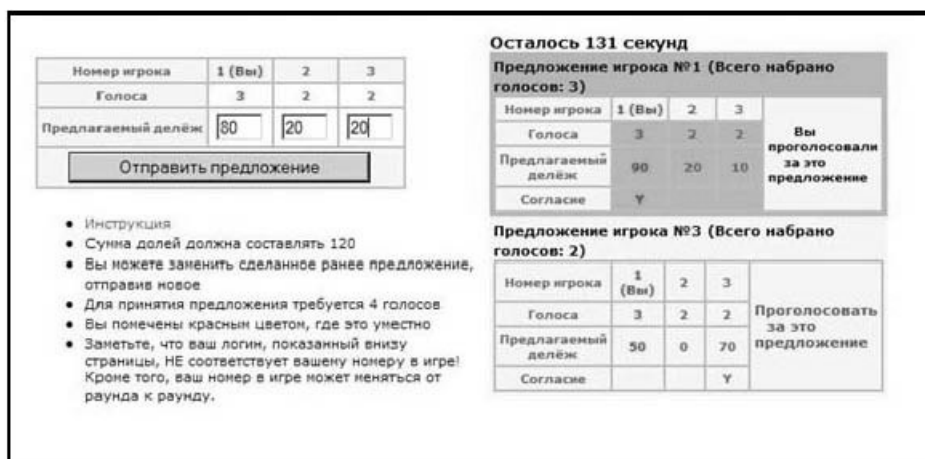 Номер игрока 1 (Вы) 2 3
Голоса 3 2 2
Предлагаемый делёж 80 20 20
Отправить предложение
• Инструкция
• Сумма долей должна составлять 120
• Вы можете заменить сделанное ранее предложение,
отправив новое
• Для принятия предложения требуется 4 голосов
• Вы помечены красным цветом, где это уместно
• Заметьте, что ваш логин, показанный внизу
страницы, НЕ соответствует вашему номеру в игре!
Кроме того, ваш номер в игре может меняться от
раунда к раунду.
Осталось 131 секунд
Предложение игрока №1 (Всего набрано
голосов: 3)
Номер игрока 1 (Вы) 2 3
Голоса 3 2 2
Предлагаемый
делёж 90 20 10
Согласие Y
Вы
проголосовали
за это
предложение
Предложение игрока №3 (Всего набрано
голосов: 2)
Номер игрока 1
(Вы) 2 3
Голоса 3 2 2
Предлагаемый
делёж 50 0 70
Согласие Y
Проголосовать
за это
предложение